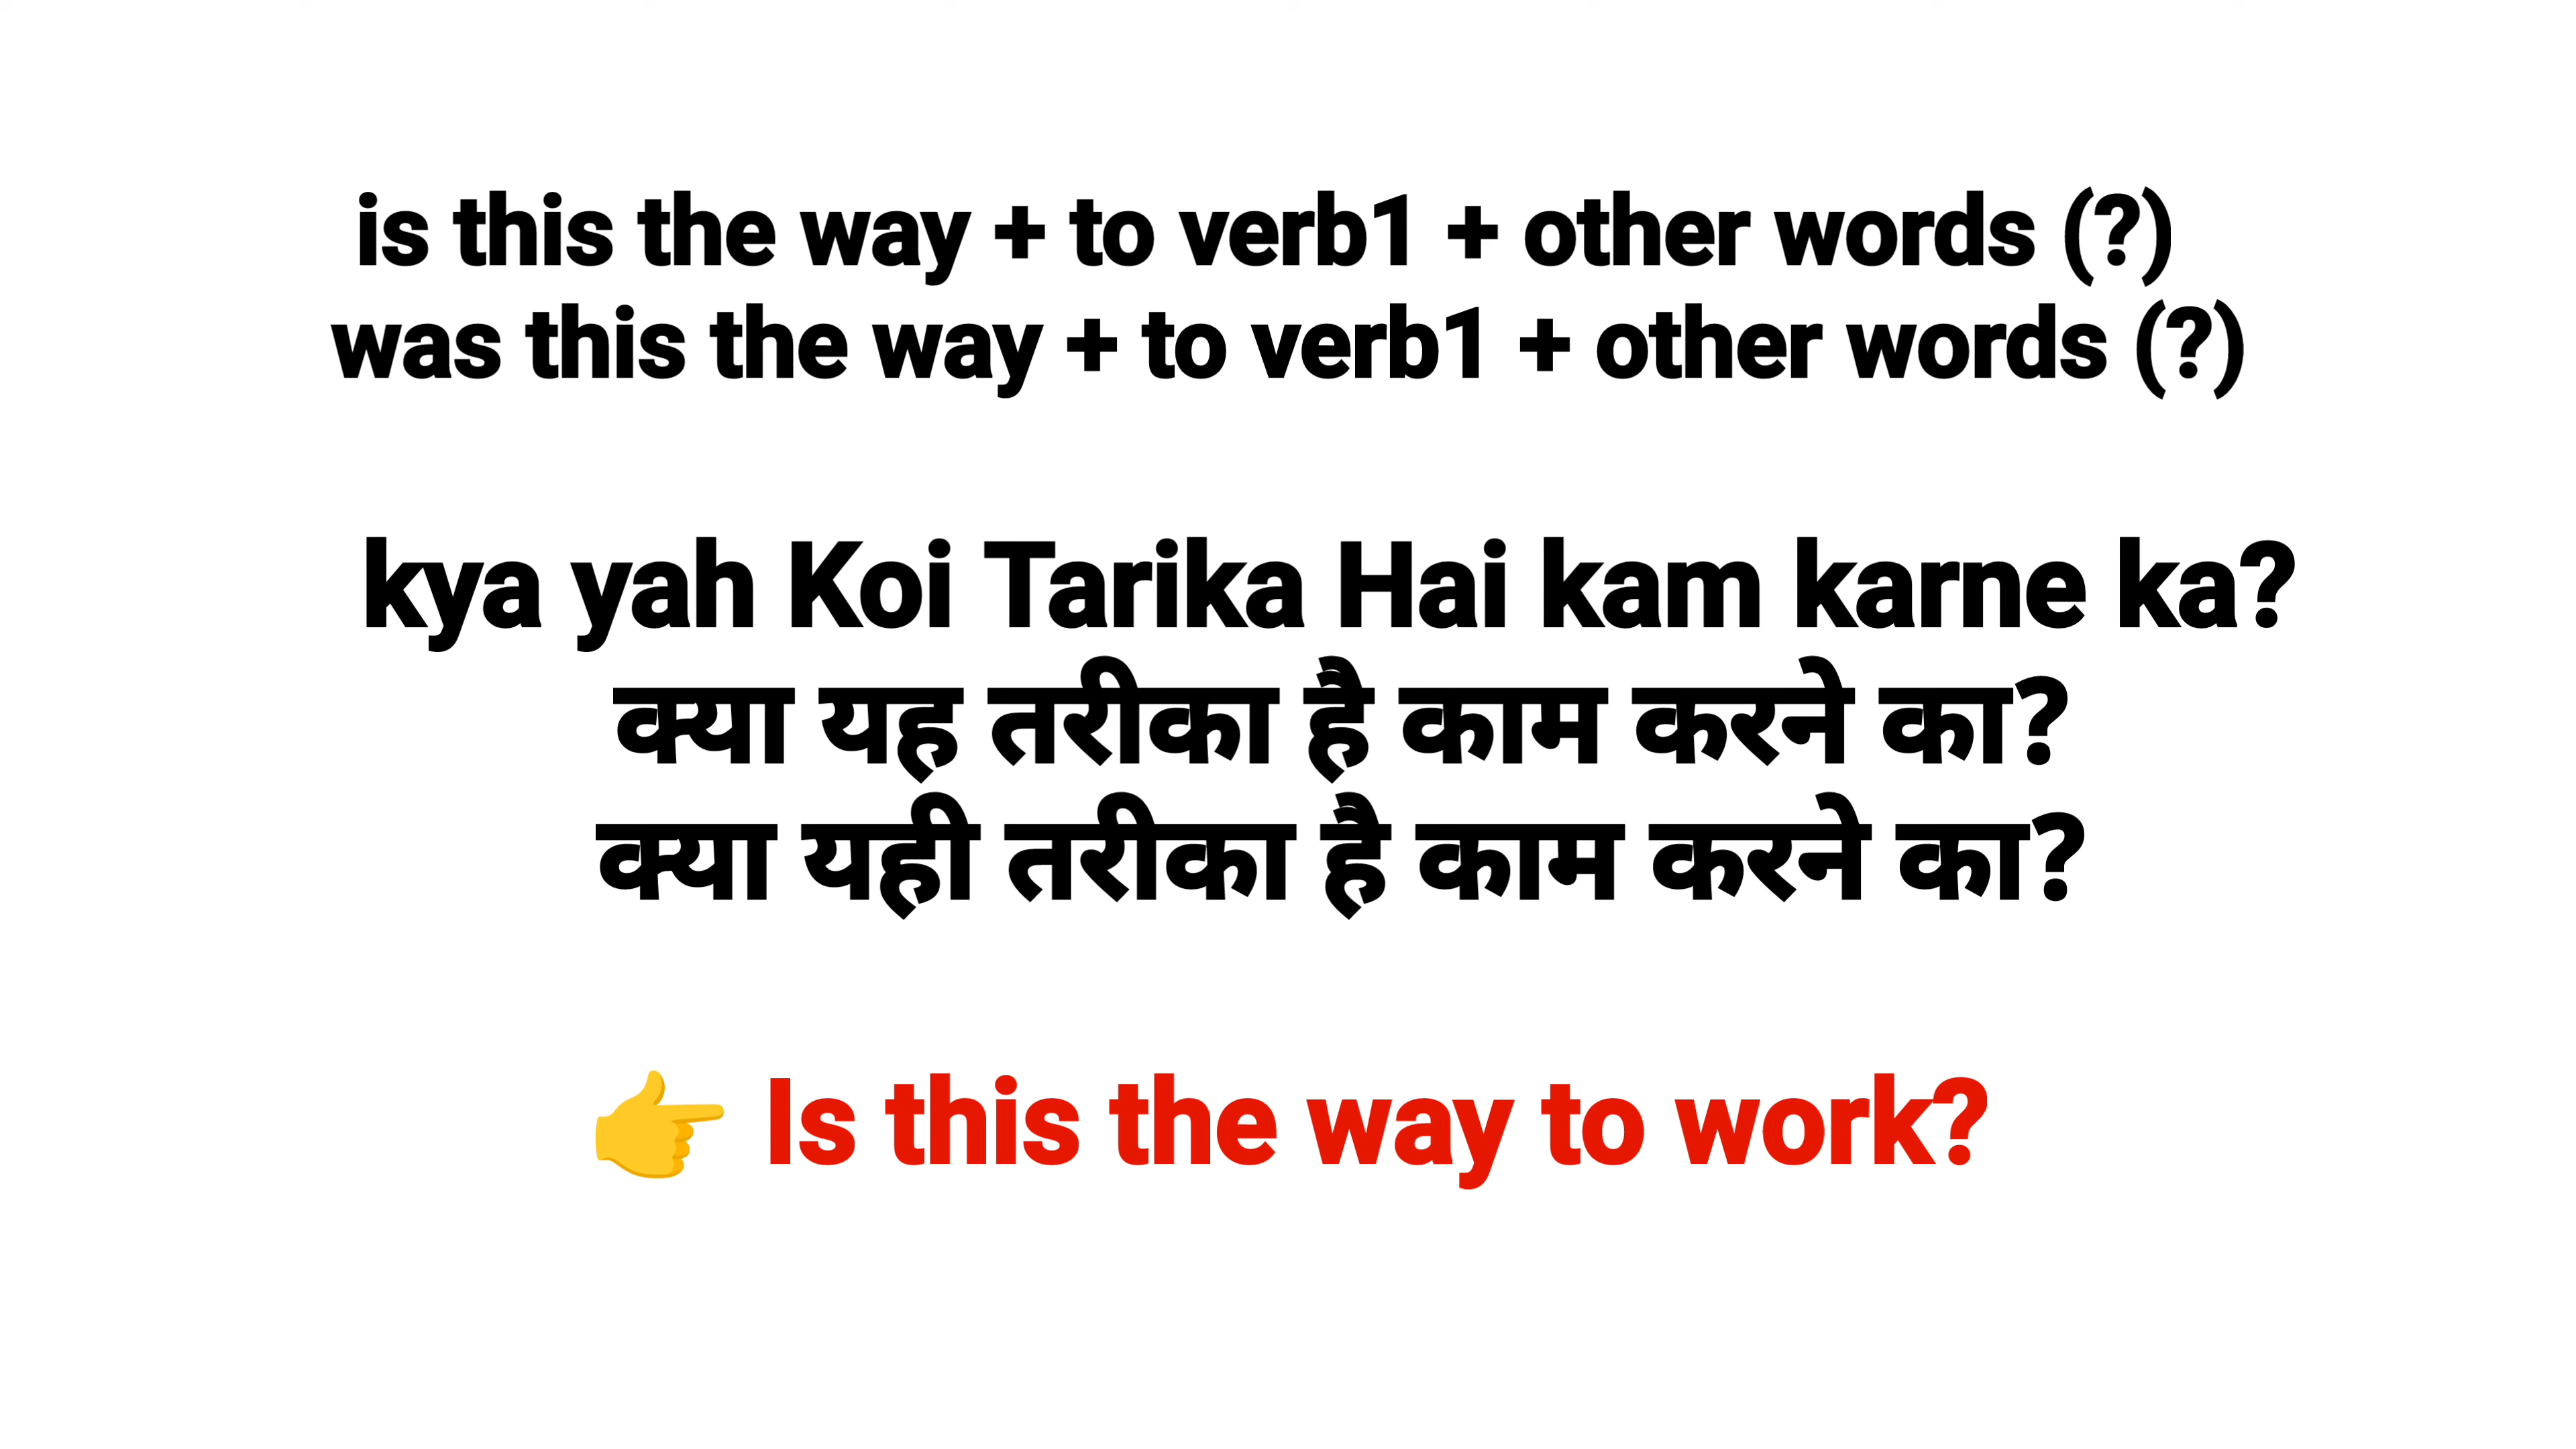 is this the way + to verb1 + other words (?)
was this the way + to verb1 + other words (?)
kya yah Koi Tarika Hai kam karne ka?
क्या यह तरीका है काम करने का?
क्या यही तरीका है काम करने का?
👉 Is this the way to work?